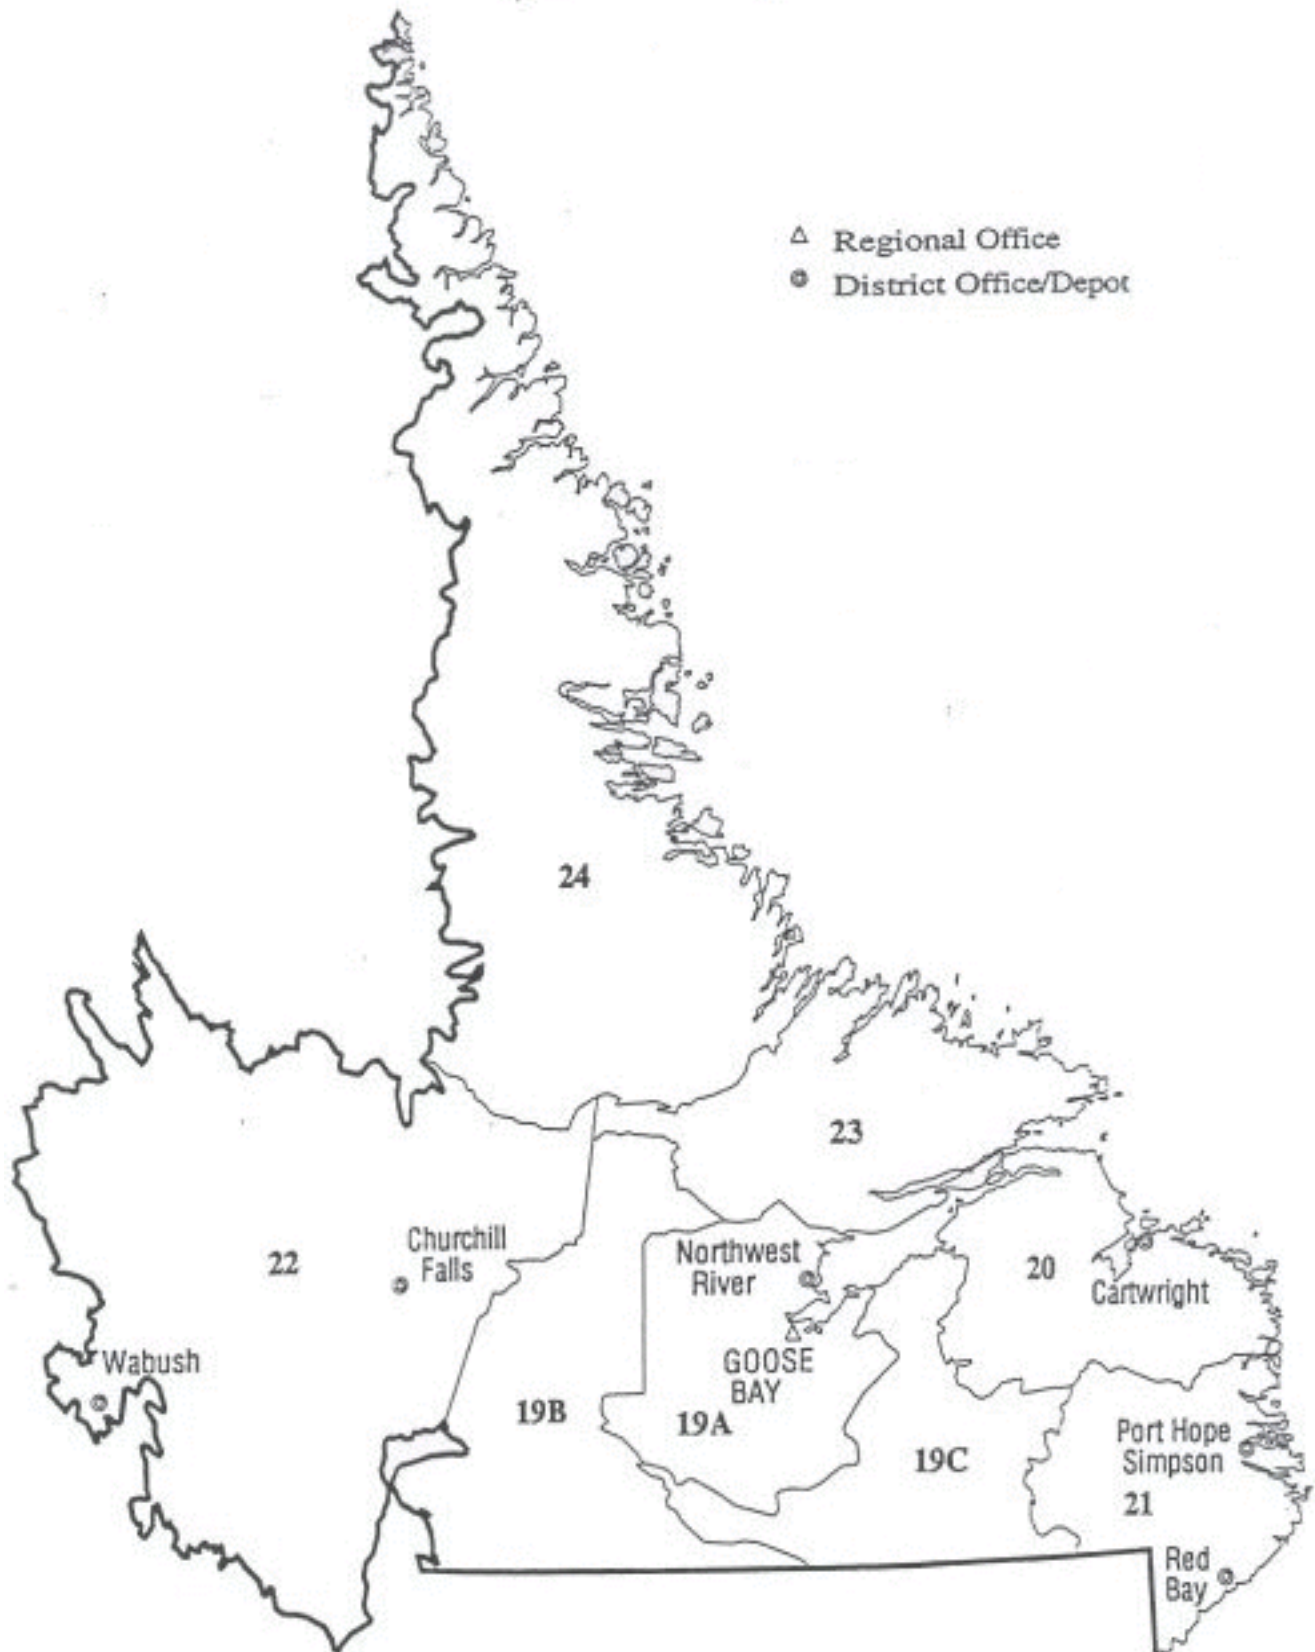 Regional Office
District Office/Depot
24
23
Churchill
Falls
22
Northwest
River
20
Cartwright
Wabush
GOOSE
BAY
19B
19A
19C
Port Hope
Simpson
21
Red
Bay